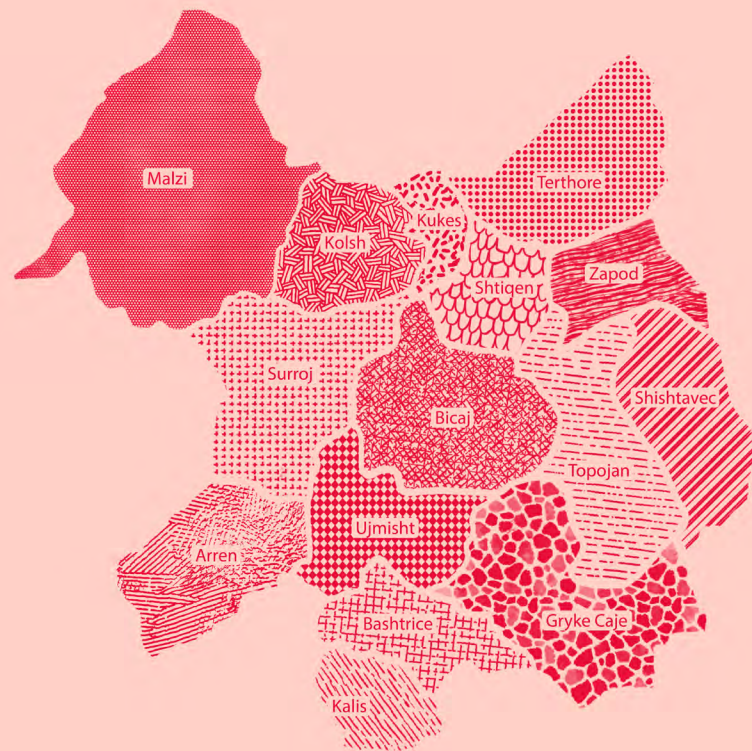 Malzi
Terthore
Kukes
Kolsh
Zapod
Shtiqen
Surroj
Shishtavec
Bicaj
Topojan
Ujmisht
Arren
Gryke Caje
Bashtrice
Kalis